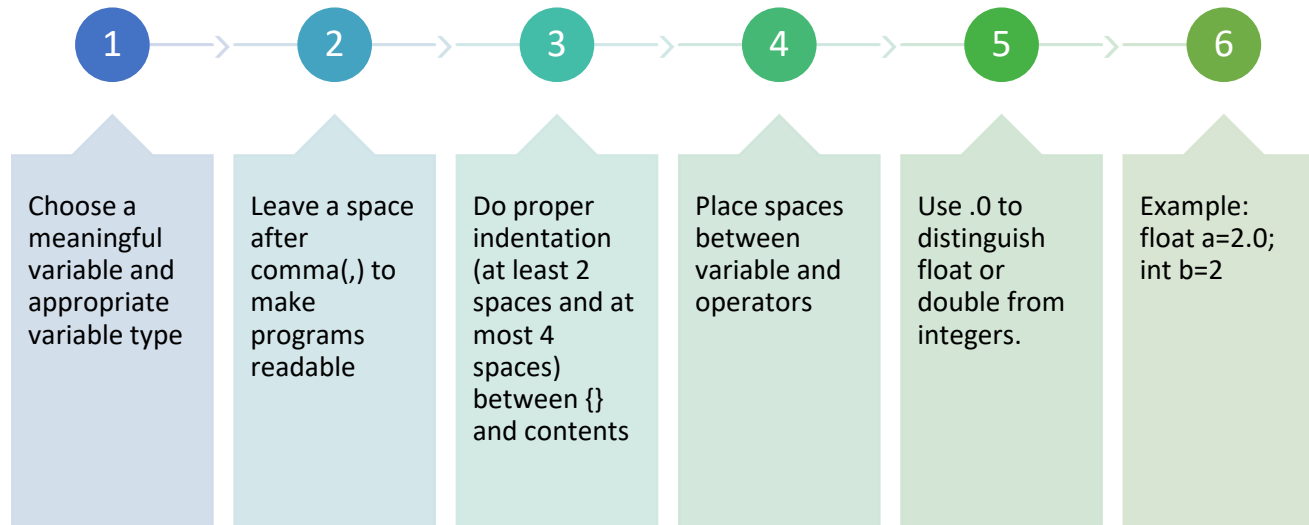 1
2
3
4
5
6
Choose a
meaningful
variable and
appropriate
variable type
Leave a space
after
comma(,) to
make
programs
readable
Do proper
indentation
(at least 2
spaces and at
most 4
spaces)
between {}
and contents
Place spaces
between
variable and
operators
Use .0 to
distinguish
float or
double from
integers.
Example:
float a=2.0;
int b=2